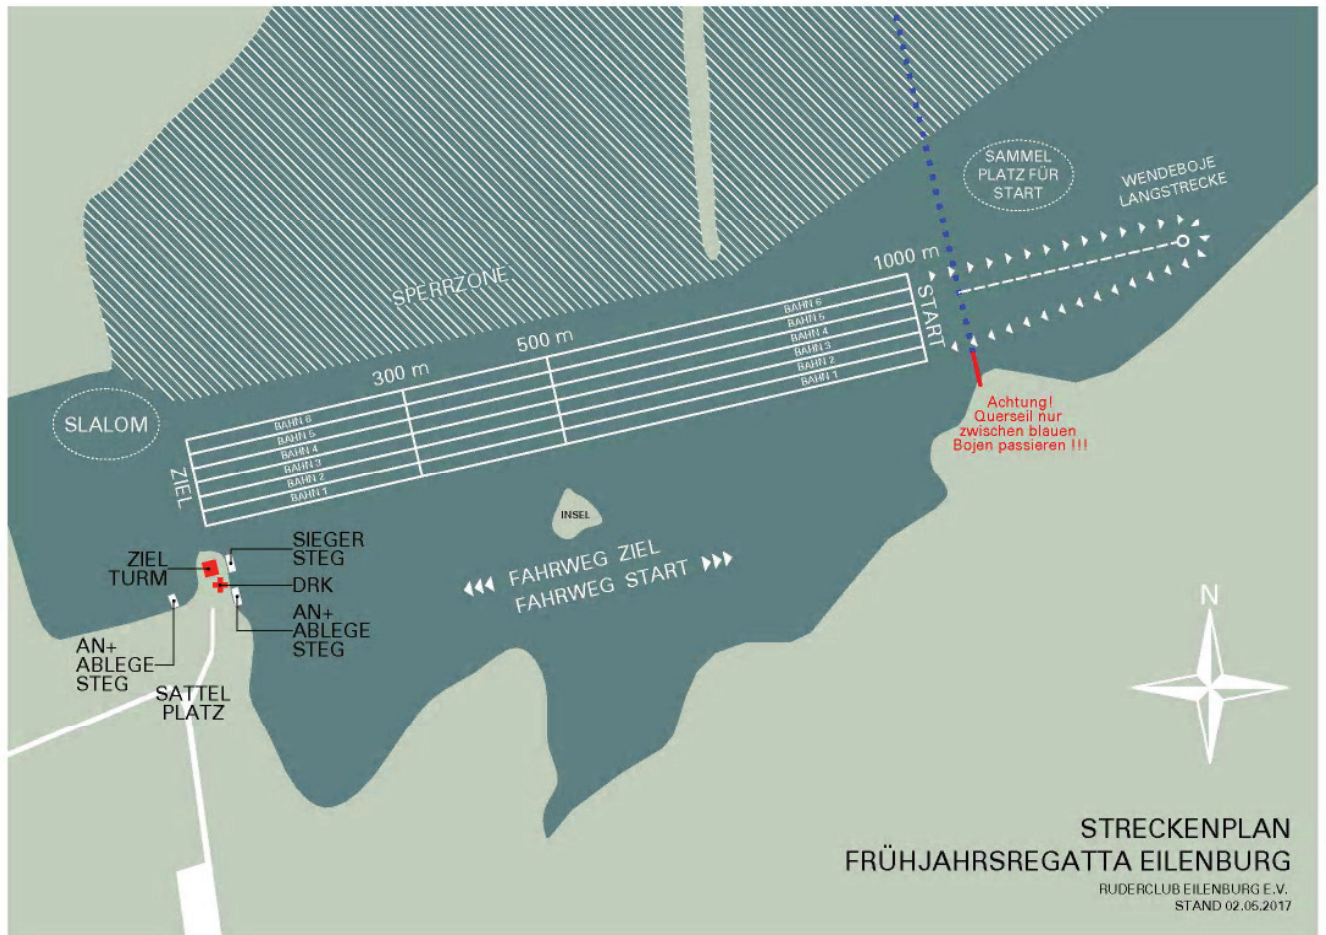 SAMMEL
PLATZ FÜR
START
WENDEBOJE
LANGSTRECKE
1000 m
SPERRZONE
START
BAHN 6
BAHN 5
BAHN 4
BAHN 3
BAHN 2
BAHN 1
500 m
300 m
Achtung!
Querseil nur
zwischen blauen
Bojen passieren !!!
SLALOM
BAHN 6
BAHN 5
BAHN 4
BAHN 3
BAHN 2
BAHN 1
ZIEL
INSEL
SIEGER
STEG
ZIEL
TURM
DRK
FAHRWEG ZIEL
FAHRWEG START
AN+
ABLEGE
STEG
AN+
ABLEGE
STEG
SATTEL
PLATZ
N
STRECKENPLAN
FRÜHJAHRSREGATTA EILENBURG
RUDERCLUB EILENBURG E.V.
STAND 02.05.2017